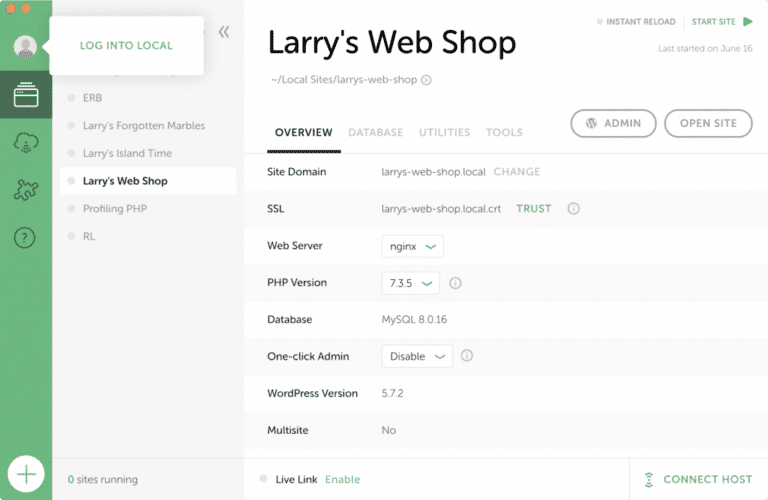 LOG INTO LOCAL
ERB
Larry's Forgotten Marbles
Larry's Island Time
Larry's Web Shop
Profiling PHP
RL
0 sites running
Larry's Web Shop
INSTANT RELOAD
START SITE
Last started on June 16
~/Local Sites/larrys-web-shop
OVERVIEW DATABASE UTILITIES TOOLS
ADMIN
OPEN SITE
Site Domain larrys-web-shop.local CHANGE
SSL larrys-web-shop.local.crt TRUST
Web Server nginx
PHP Version 7.3.5
Database MySQL 8.0.16
One-click Admin Disable
WordPress Version 5.7.2
Multisite No
Live Link Enable
CONNECT HOST